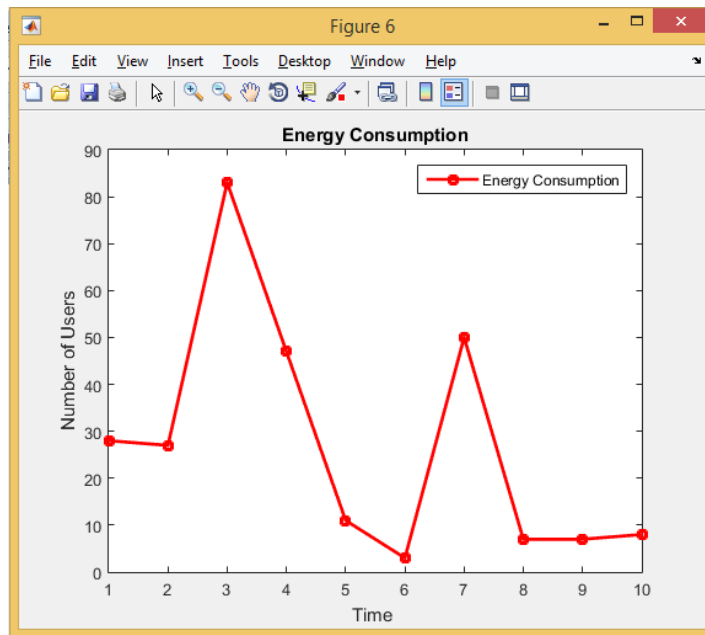 Figure 6
File Edit View Insert Tools Desktop Window Help
Energy Consumption
Energy Consumption
90
80
70
60
50
40
30
20
10
0
Number of Users
1 2 3 4 5 6 7 8 9 10
Time